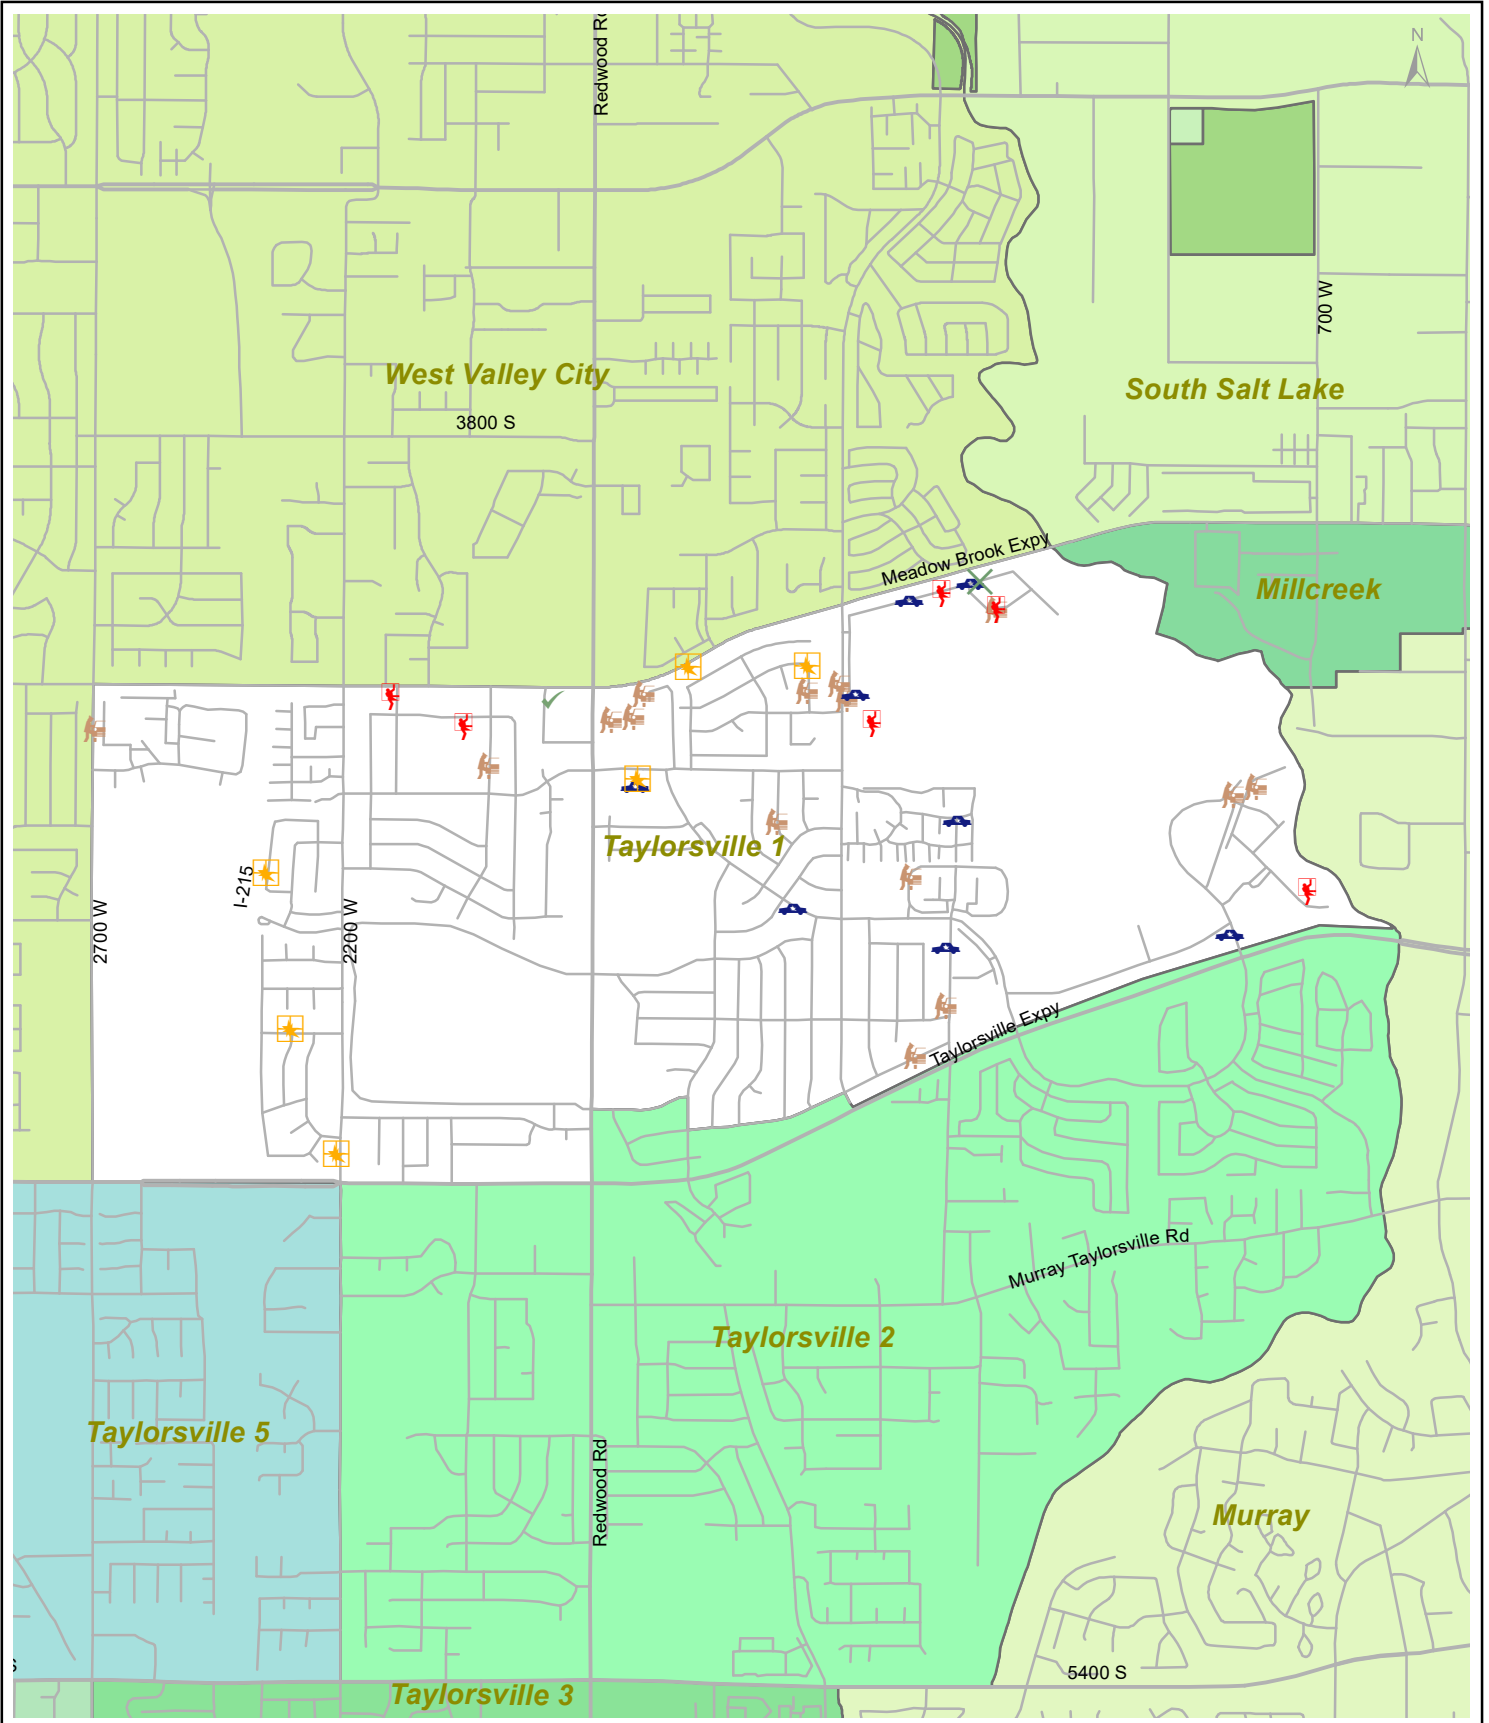 N
Redwood Rd
700 W
West Valley City
South Salt Lake
3800 S
Meadow Brook Expy
Millcreek
Taylorsville 1
I-215
2700 W
2200 W
Taylorsville Expy
Murray Taylorsville Rd
Taylorsville 2
Taylorsville 5
Redwood Rd
Murray
5400 S
Taylorsville 3